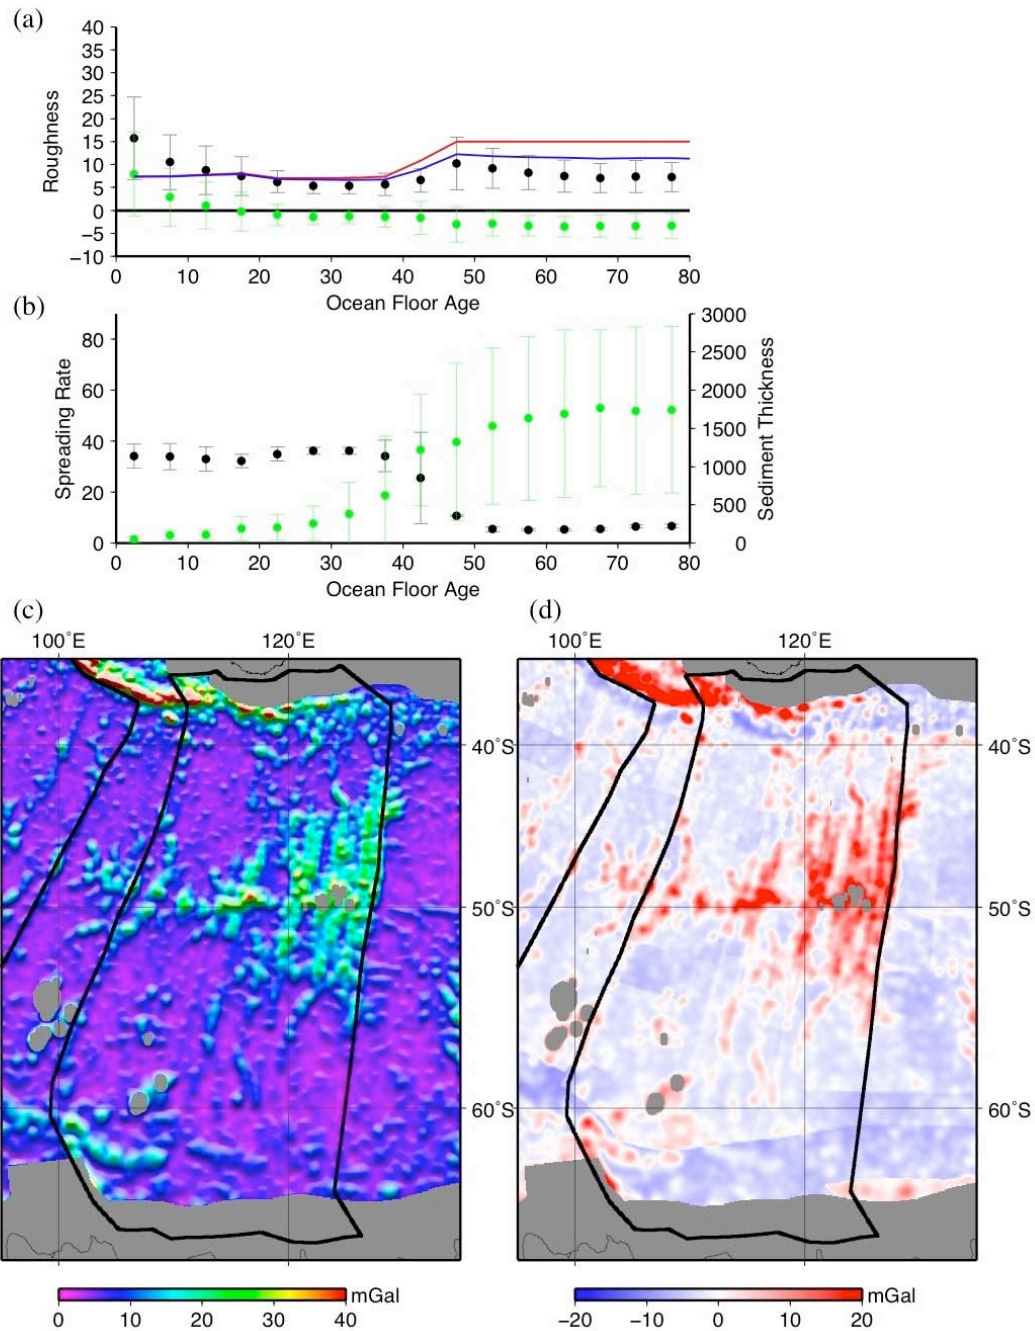 (a)
40
35
30
25
20
15
10
5
0
−5
−10
Roughness
0 10 20 30 40 50 60 70 80
Ocean Floor Age
(b)
80
60
40
20
0
Spreading Rate
3000
2500
2000
1500
1000
500
0
Sediment Thickness
0 10 20 30 40 50 60 70 80
Ocean Floor Age
(c) (d)
100°E 120°E 100°E 120°E
40°S 40°S
50°S 50°S
60°S 60°S
mGal mGal
0 10 20 30 40 −20 −10 0 10 20